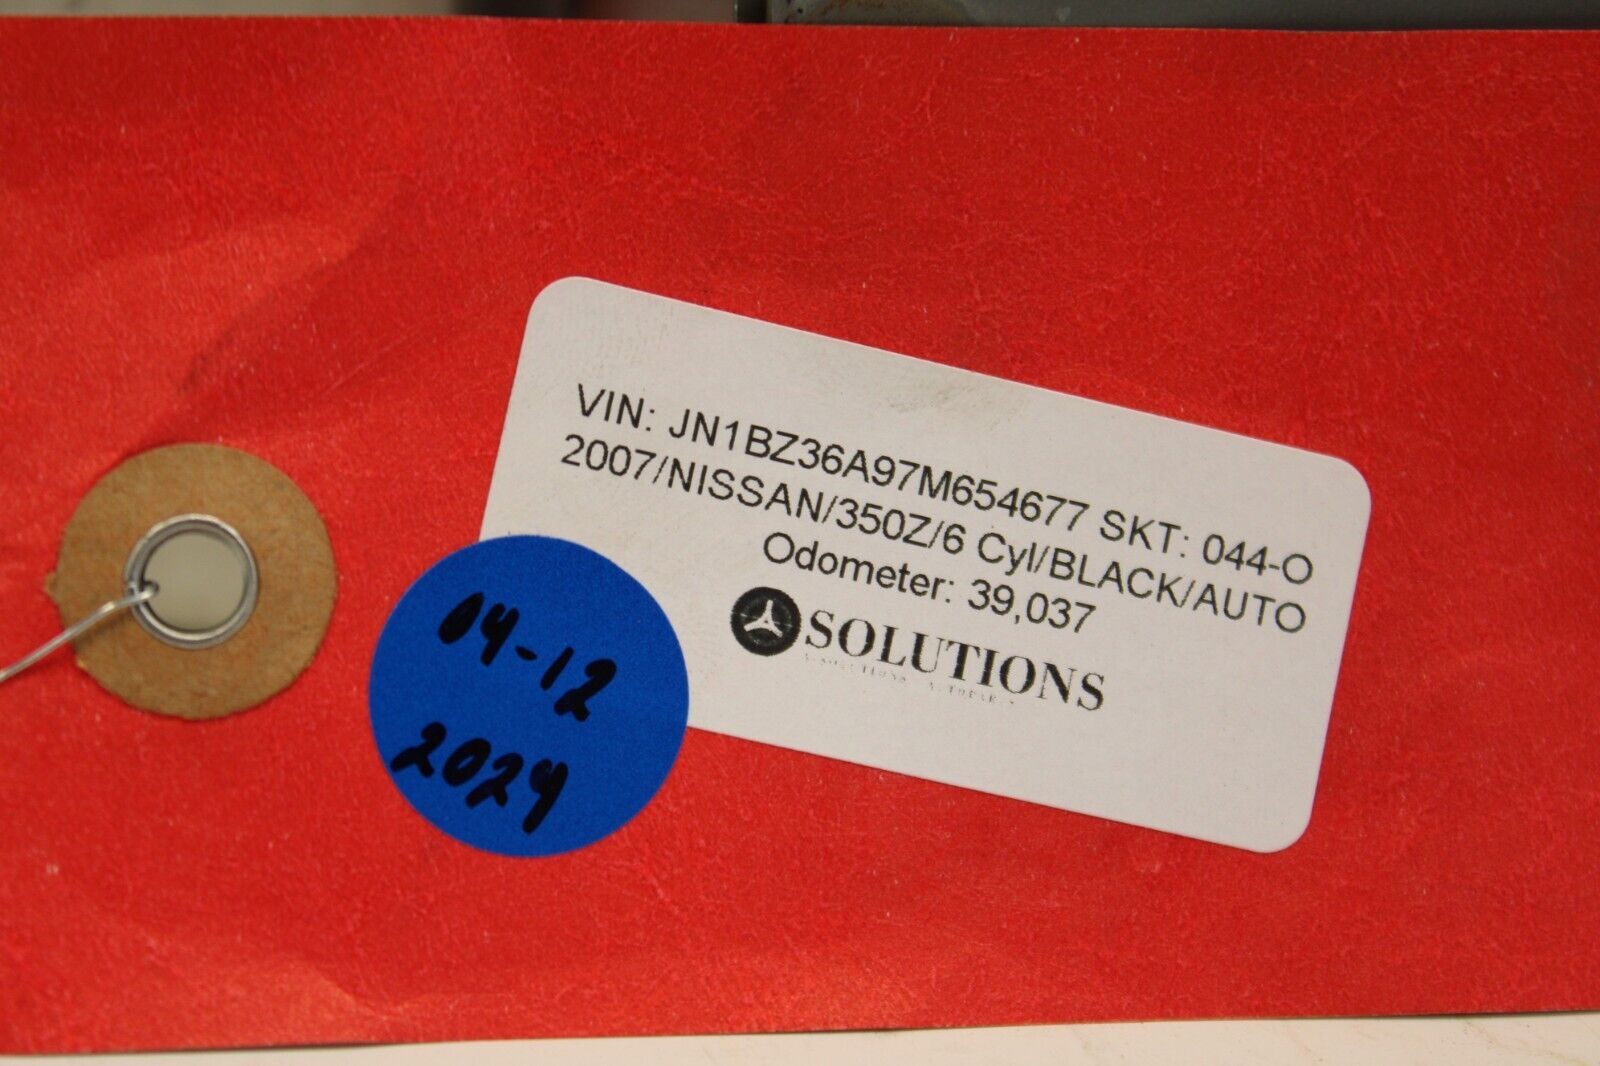 VIN: JN1BZ36A97M654677 SKT: 044-O
2007/NISSAN/350Z/6 Cyl/BLACK/AUTO
Odometer: 39,037
SOLUTIONS
04-12
2024